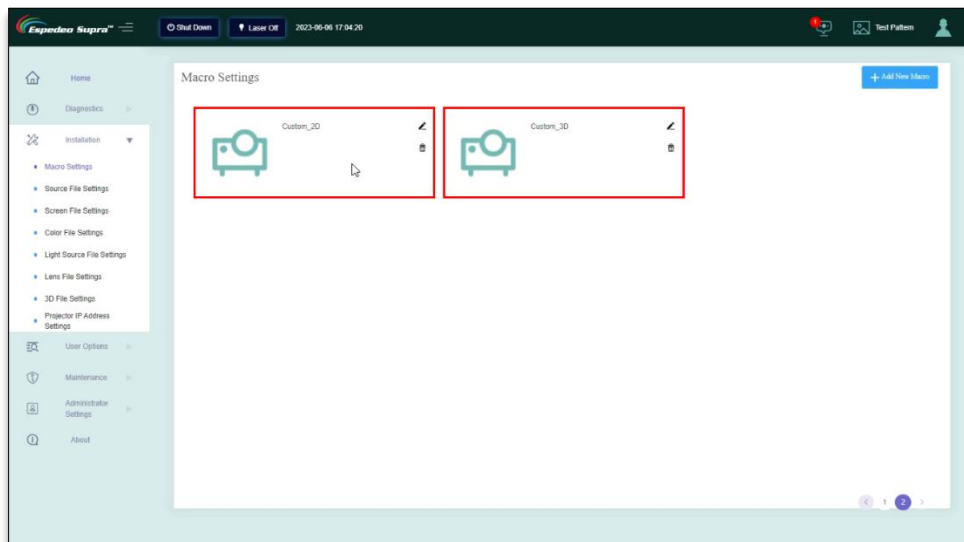 Espedeo Supra™
Shut Down
Laser Off
2023-06-06 17:04:20
1
Test Pattern
Home
Diagnostics
Installation
Macro Settings
Source File Settings
Screen File Settings
Color File Settings
Light Source File Settings
Lens File Settings
3D File Settings
Projector IP Address
Settings
User Options
Maintenance
Administrator
Settings
About
Macro Settings
+ Add New Macro
Custom_2D
Custom_3D
< 1 2 >